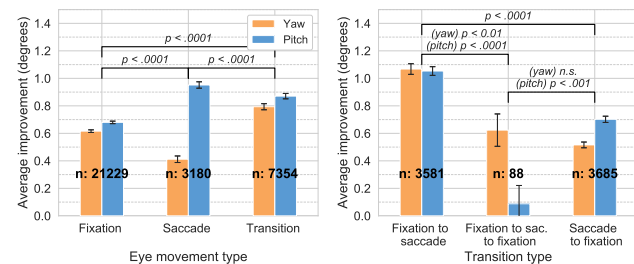 Average improvement (degrees)
1.4
1.2
1.0
0.8
0.6
0.4
0.2
0.0
Yaw
Pitch
p < .0001
p < .0001
p < .0001
n: 21229
n: 3180
n: 7354
Fixation
Saccade
Transition
Eye movement type
Average improvement (degrees)
1.4
1.2
1.0
0.8
0.6
0.4
0.2
0.0
p < .0001
(yaw) p < 0.01
(pitch) p < .0001
(yaw) n.s.
(pitch) p < .001
n: 3581
n: 88
n: 3685
Fixation to
saccade
Fixation to sac.
to fixation
Saccade
to fixation
Transition type